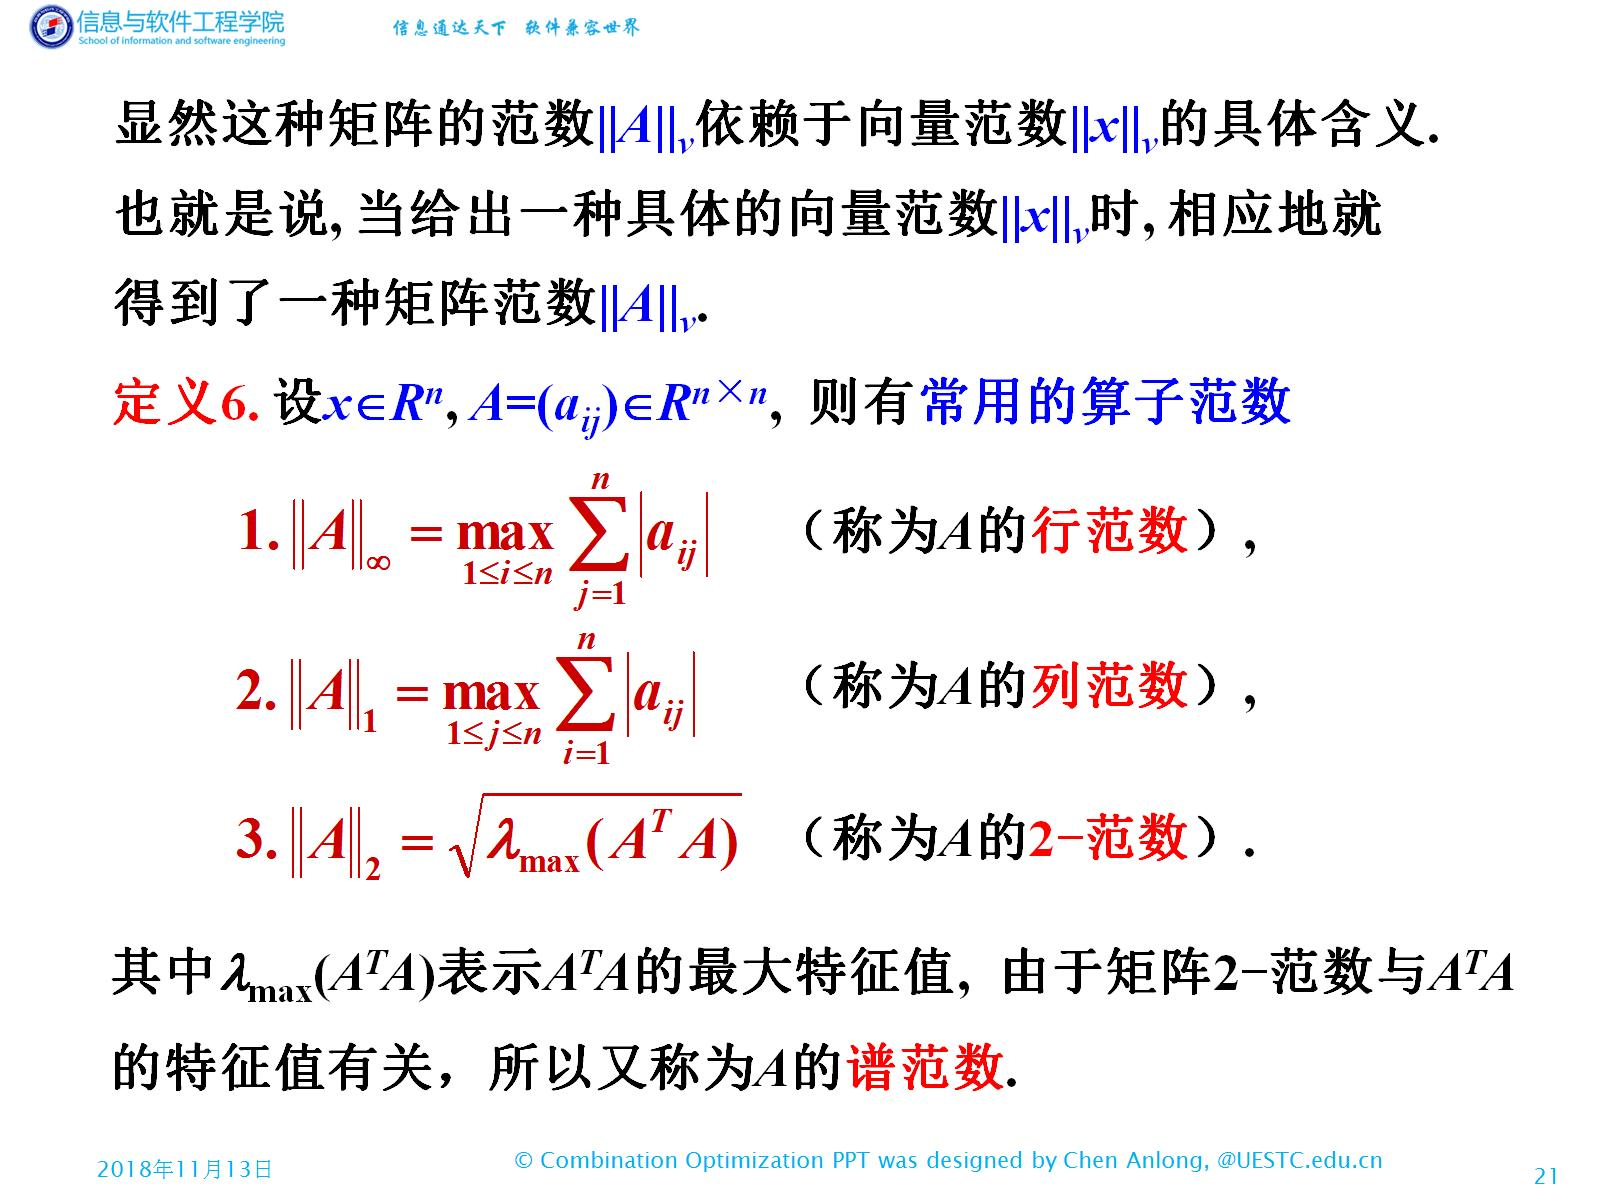 信息与软件工程学院
School of information and software engineering
信息通达天下 软件兼容世界
显然这种矩阵的范数||A||ᵥ依赖于向量范数||x||ᵥ的具体含义.
也就是说, 当给出一种具体的向量范数||x||ᵥ时, 相应地就
得到了一种矩阵范数||A||ᵥ.
定义6. 设x∈Rⁿ, A=(aᵢⱼ)∈Rⁿ×ⁿ, 则有常用的算子范数
1. ‖A‖_∞ = max_{1≤i≤n} ∑_{j=1}^{n} |a_{ij}| （称为A的行范数）,
2. ‖A‖_1 = max_{1≤j≤n} ∑_{i=1}^{n} |a_{ij}| （称为A的列范数）,
3. ‖A‖_2 = √(λ_max(A^T A)) （称为A的2-范数）.
其中λ_max(A^T A)表示A^T A的最大特征值, 由于矩阵2-范数与A^T A
的特征值有关，所以又称为A的谱范数.
2018年11月13日
© Combination Optimization PPT was designed by Chen Anlong, @UESTC.edu.cn
21